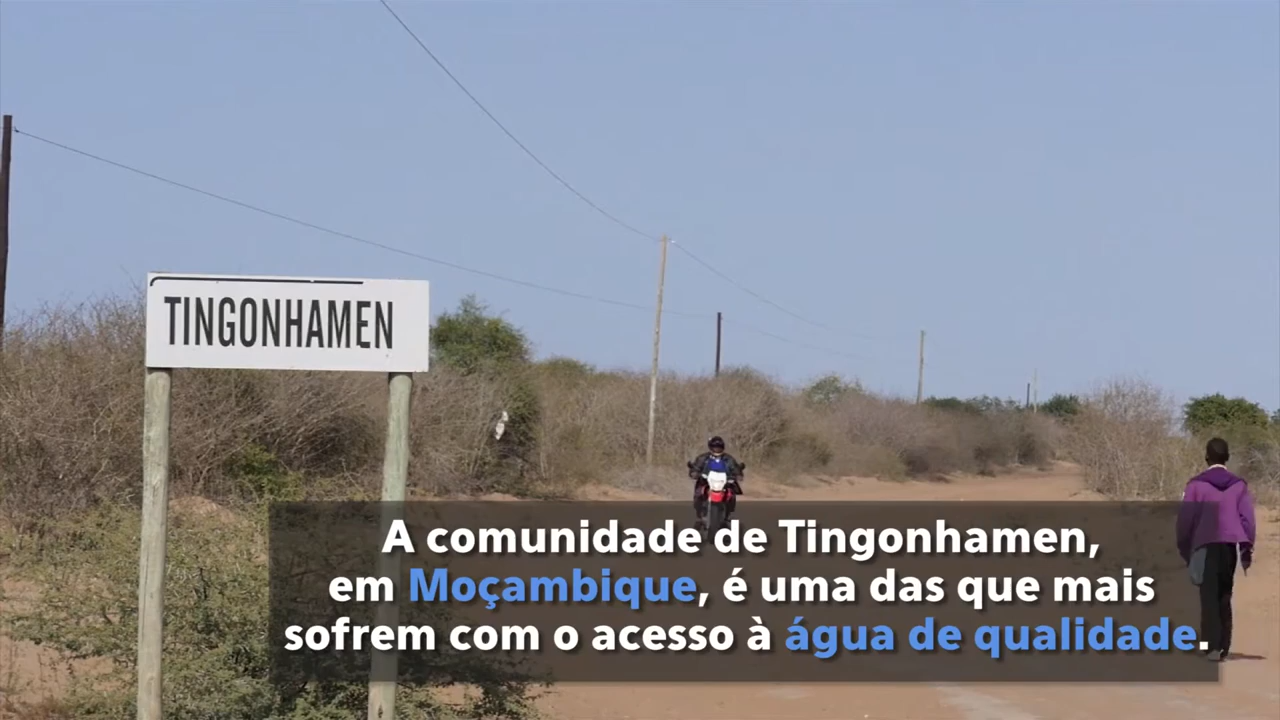 TINGONHAMEN
A comunidade de Tingonhamen,
em Moçambique, é uma das que mais
sofrem com o acesso à água de qualidade.